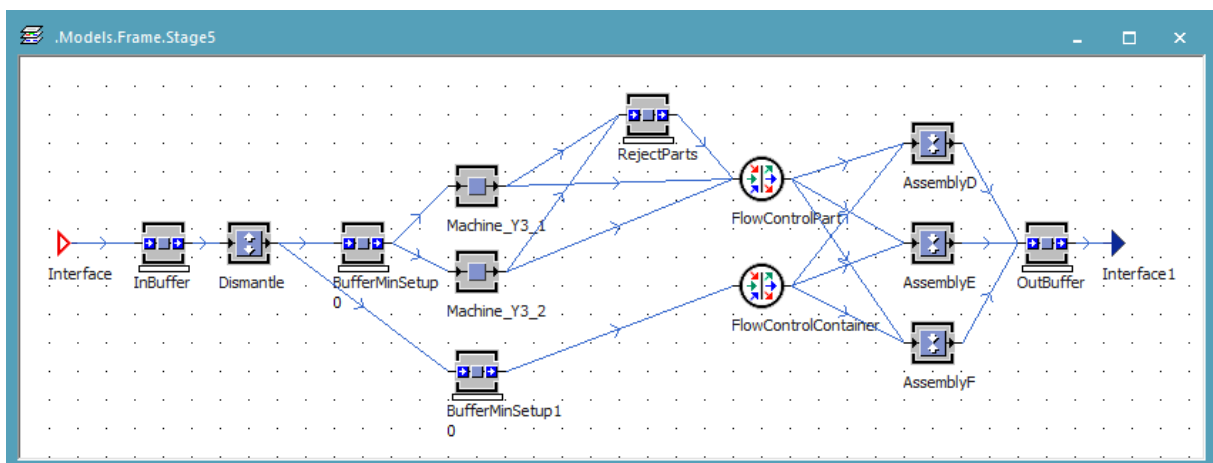 .Models.Frame.Stage5
RejectParts
AssemblyD
Machine_Y3_1
FlowControlPart
Interface
InBuffer
Dismantle
BufferMinSetup
0
AssemblyE
OutBuffer
Interface1
Machine_Y3_2
FlowControlContainer
AssemblyF
BufferMinSetup1
0